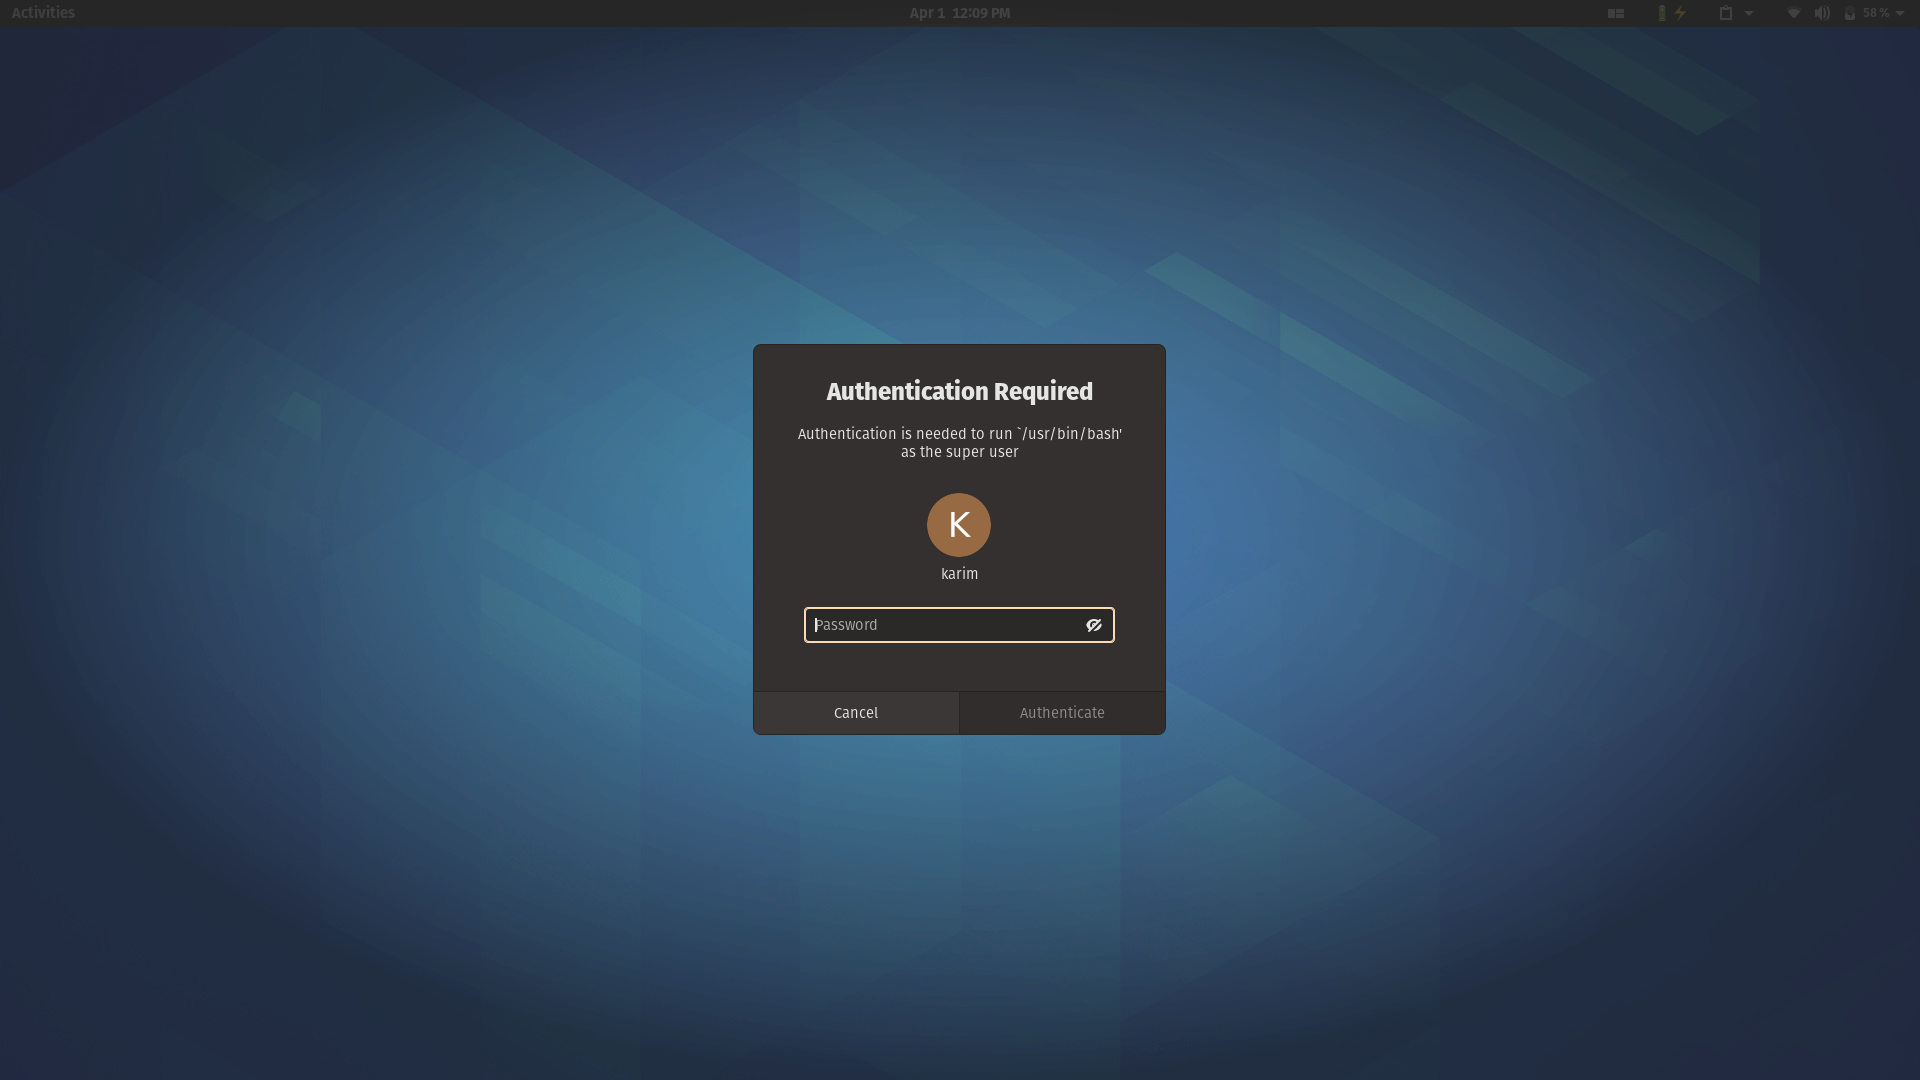 Activities
Apr 1 12:09 PM
58 %
Authentication Required
Authentication is needed to run `/usr/bin/bash'
as the super user
K
karim
Password
Cancel
Authenticate